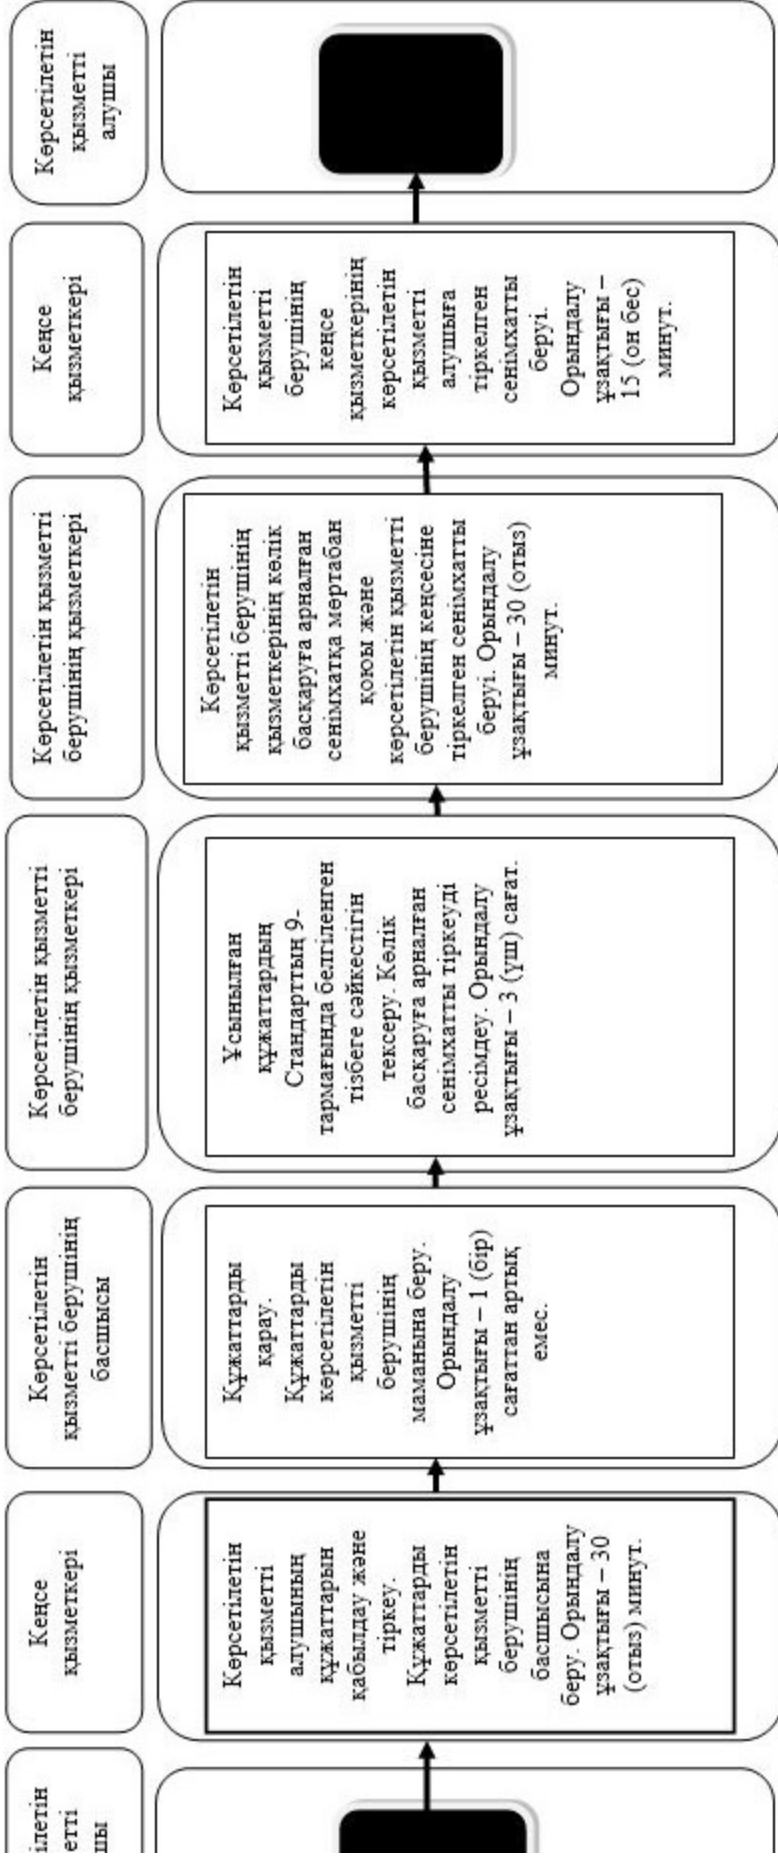 ілетін
етті
шы
Кеңсе
қызметкері
Көрсетілетін
қызметті берушінің
басшысы
Көрсетілетін қызметті
берушінің қызметкері
Көрсетілетін қызметті
берушінің қызметкері
Кеңсе
қызметкері
Көрсетілетін
қызметті
алушы
Көрсетілетін
қызметті
алушының
құжаттарын
қабылдау және
тіркеу.
Құжаттарды
көрсетілетін
қызметті
берушінің
басшысына
беру. Орындалу
ұзақтығы – 30
(отыз) минут.
Құжаттарды
қарау.
Құжаттарды
көрсетілетін
қызметті
берушінің
маманына беру.
Орындалу
ұзақтығы – 1 (бір)
сағаттан артық
емес.
Ұсынылған
құжаттардың
Стандарттың 9-
тармағында белгіленген
тізбеге сәйкестігін
тексеру. Көлік
басқаруға арналған
сенімхатты тіркеуді
ресімдеу. Орындалу
ұзақтығы – 3 (үш) сағат.
Көрсетілетін
қызметті берушінің
қызметкерінің көлік
басқаруға арналған
сенімхатқа мөртабан
қоюы және
көрсетілетін қызметті
берушінің кеңсесіне
тіркелген сенімхатты
беруі. Орындалу
ұзақтығы – 30 (отыз)
минут.
Көрсетілетін
қызметті
берушінің
кеңсе
қызметкерінің
көрсетілетін
қызметті
алушыға
тіркелген
сенімхатты
беруі.
Орындалу
ұзақтығы –
15 (он бес)
минут.